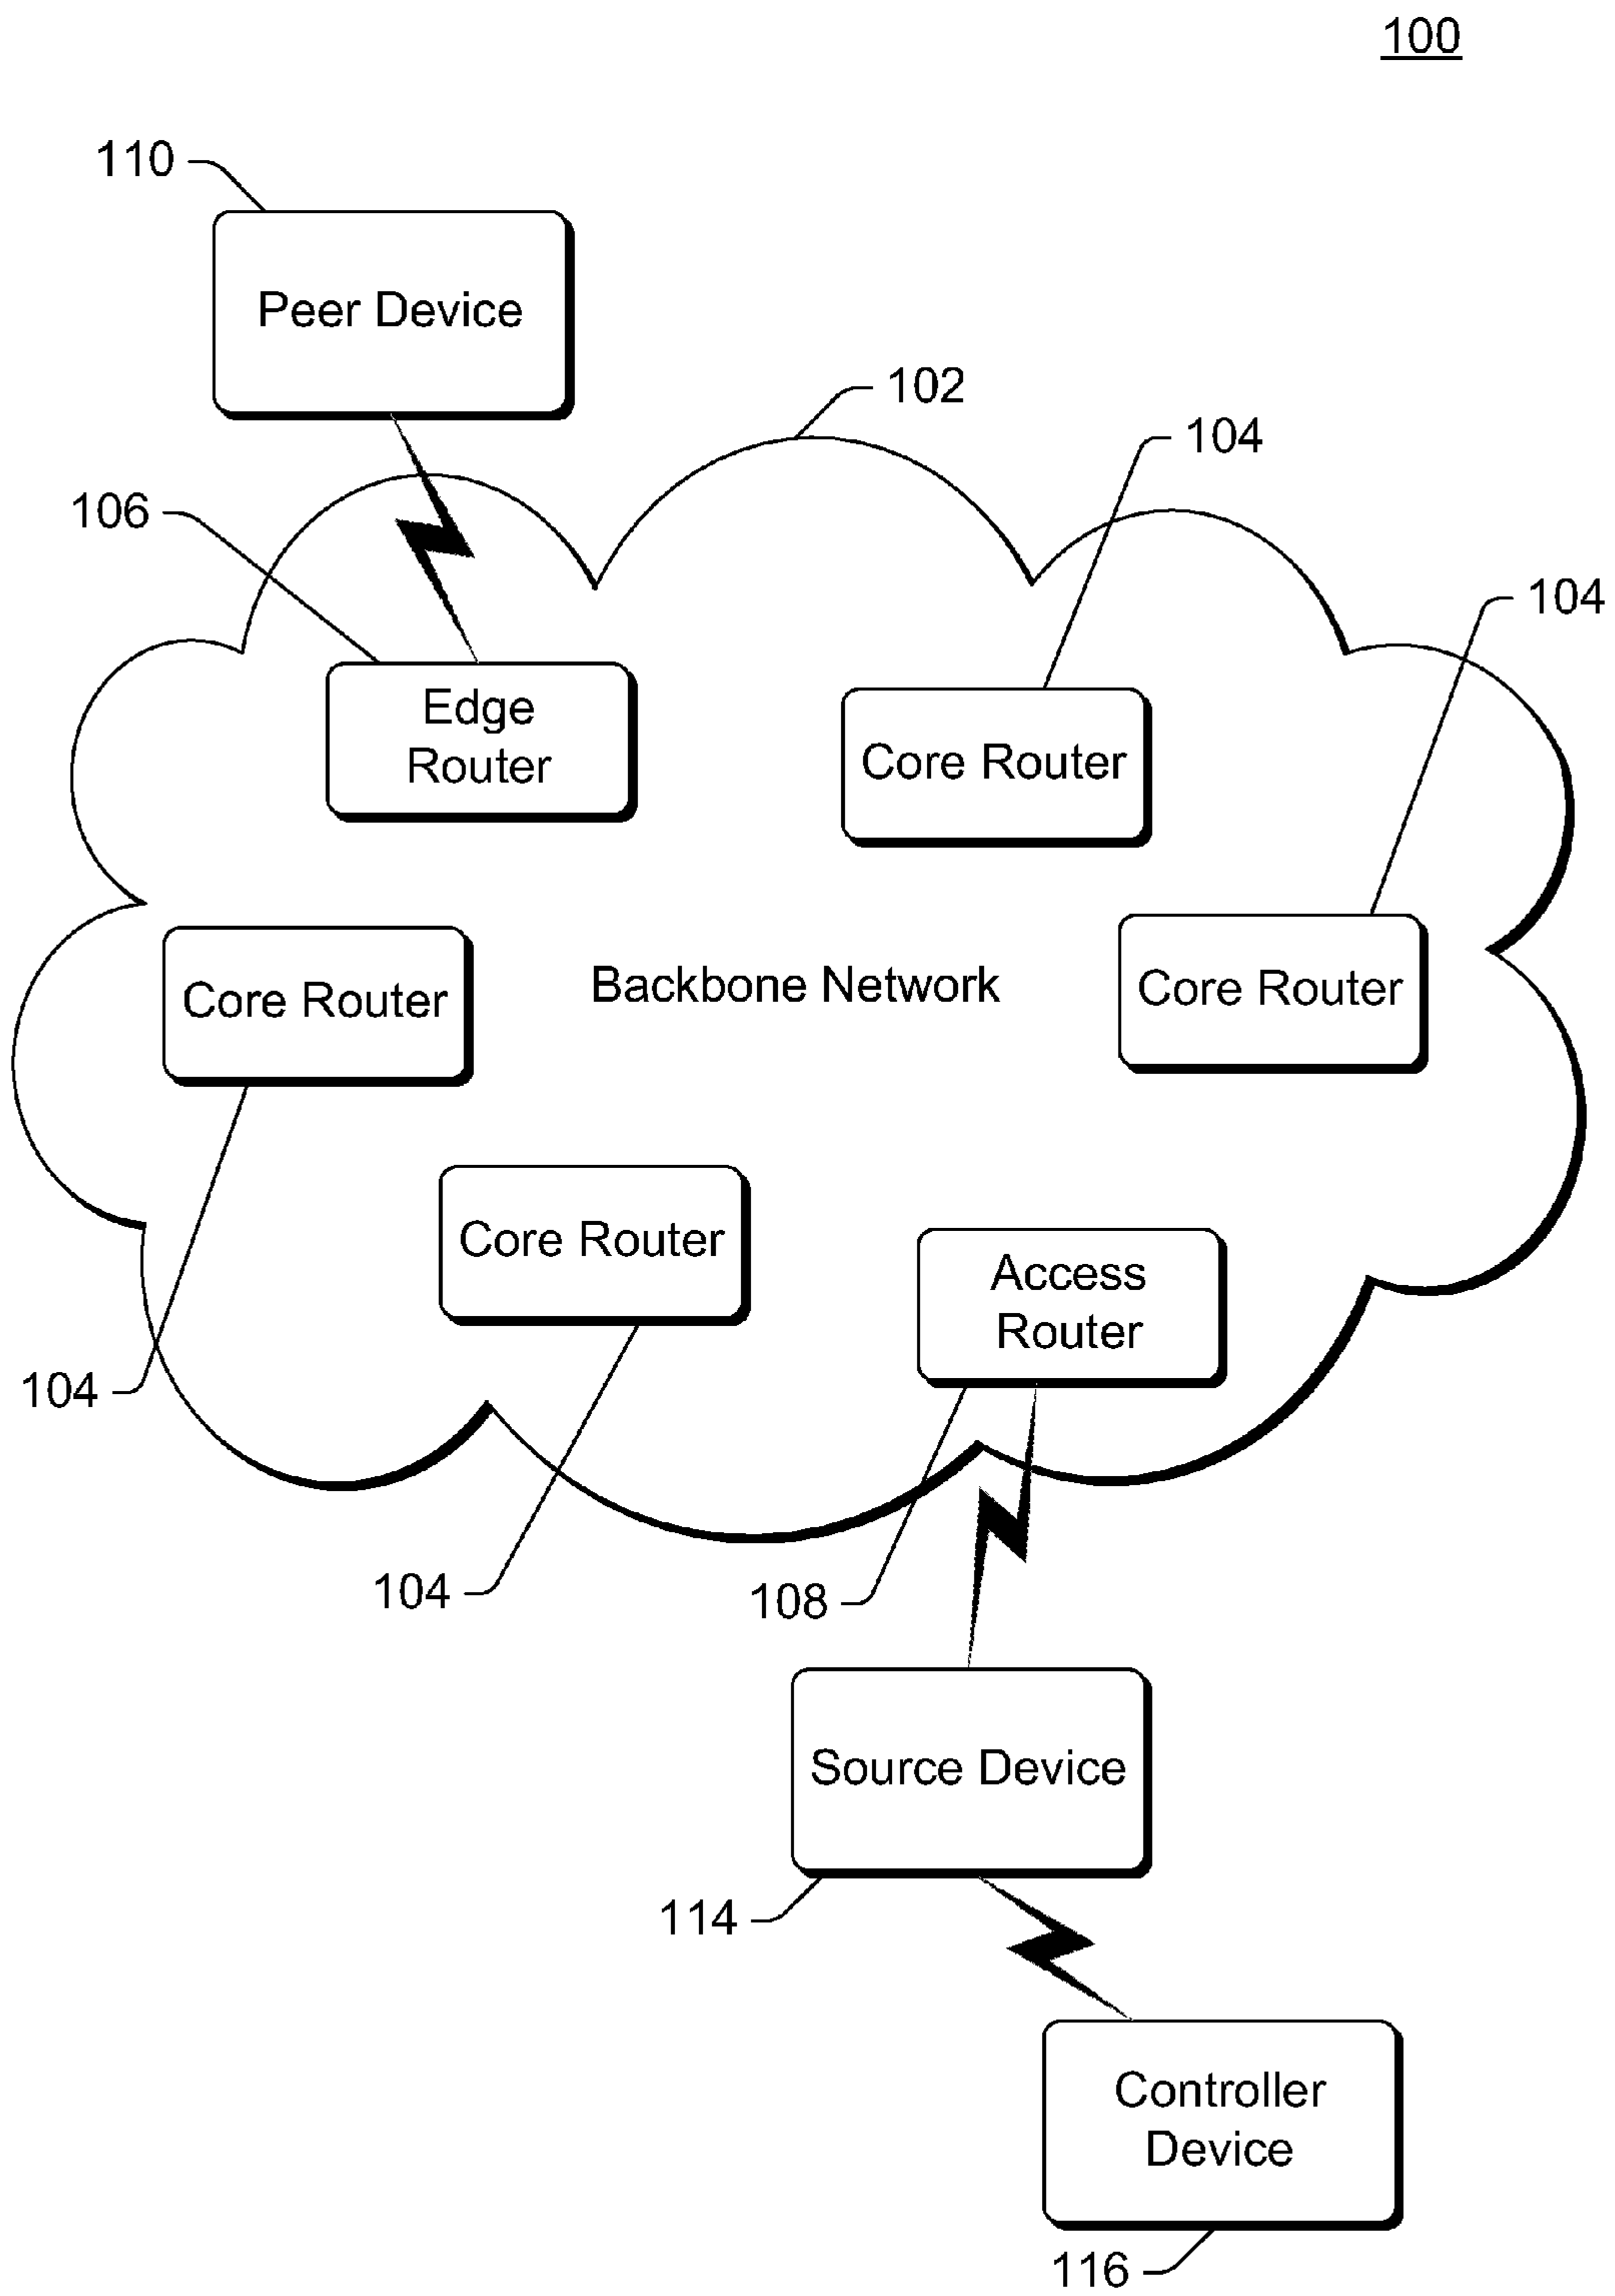 100
110
Peer Device
102
104
106
104
Edge
Router
Core Router
Core Router
Backbone Network
Core Router
Core Router
Access
Router
104
104
108
Source Device
114
Controller
Device
116